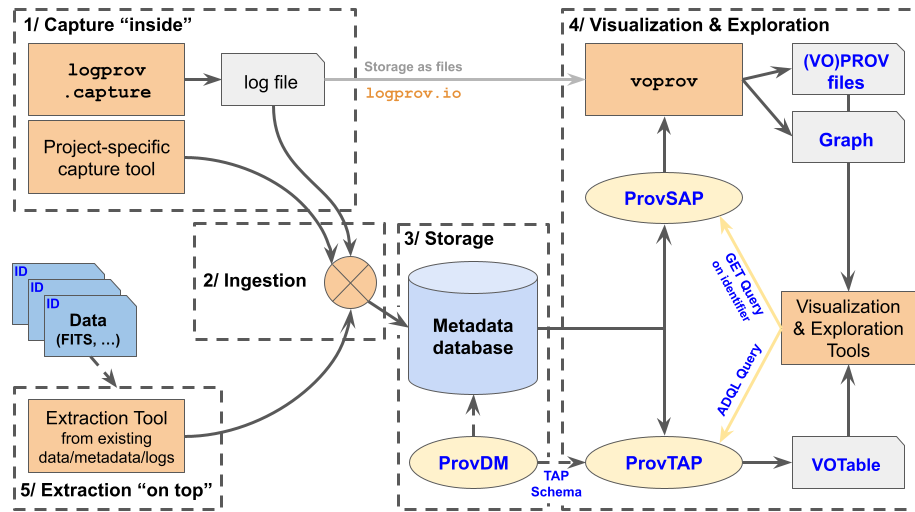 1/ Capture “inside”
logprov
.capture
log file
Project-specific
capture tool
Storage as files
logprov.io
2/ Ingestion
3/ Storage
Metadata
database
ProvDM
TAP
Schema
ID
ID
ID
Data
(FITS, …)
Extraction Tool
from existing
data/metadata/logs
5/ Extraction “on top”
4/ Visualization & Exploration
voprov
(VO)PROV
files
Graph
ProvSAP
GET Query
on identifier
Visualization
& Exploration
Tools
ADQL Query
ProvTAP
VOTable